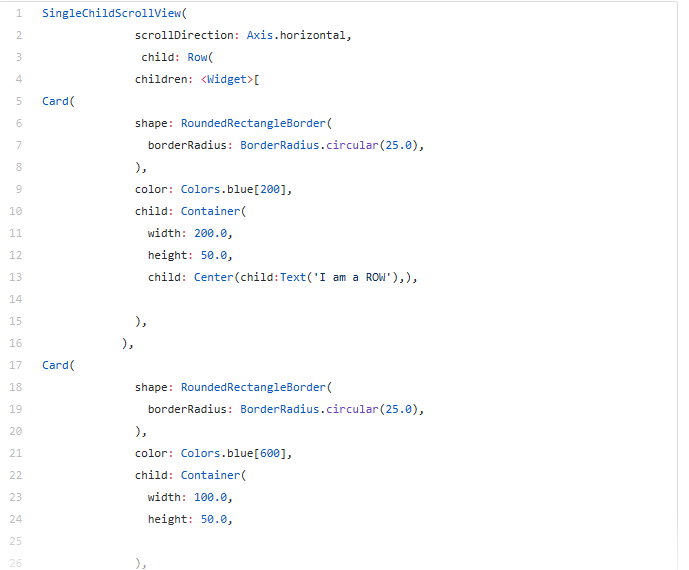 1 SingleChildScrollView(
2 scrollDirection: Axis.horizontal,
3 child: Row(
4 children: <Widget>[
5 Card(
6 shape: RoundedRectangleBorder(
7 borderRadius: BorderRadius.circular(25.0),
8 ),
9 color: Colors.blue[200],
10 child: Container(
11 width: 200.0,
12 height: 50.0,
13 child: Center(child:Text('I am a ROW'),),
14
15 ),
16 ),
17 Card(
18 shape: RoundedRectangleBorder(
19 borderRadius: BorderRadius.circular(25.0),
20 ),
21 color: Colors.blue[600],
22 child: Container(
23 width: 100.0,
24 height: 50.0,
25
26 ),